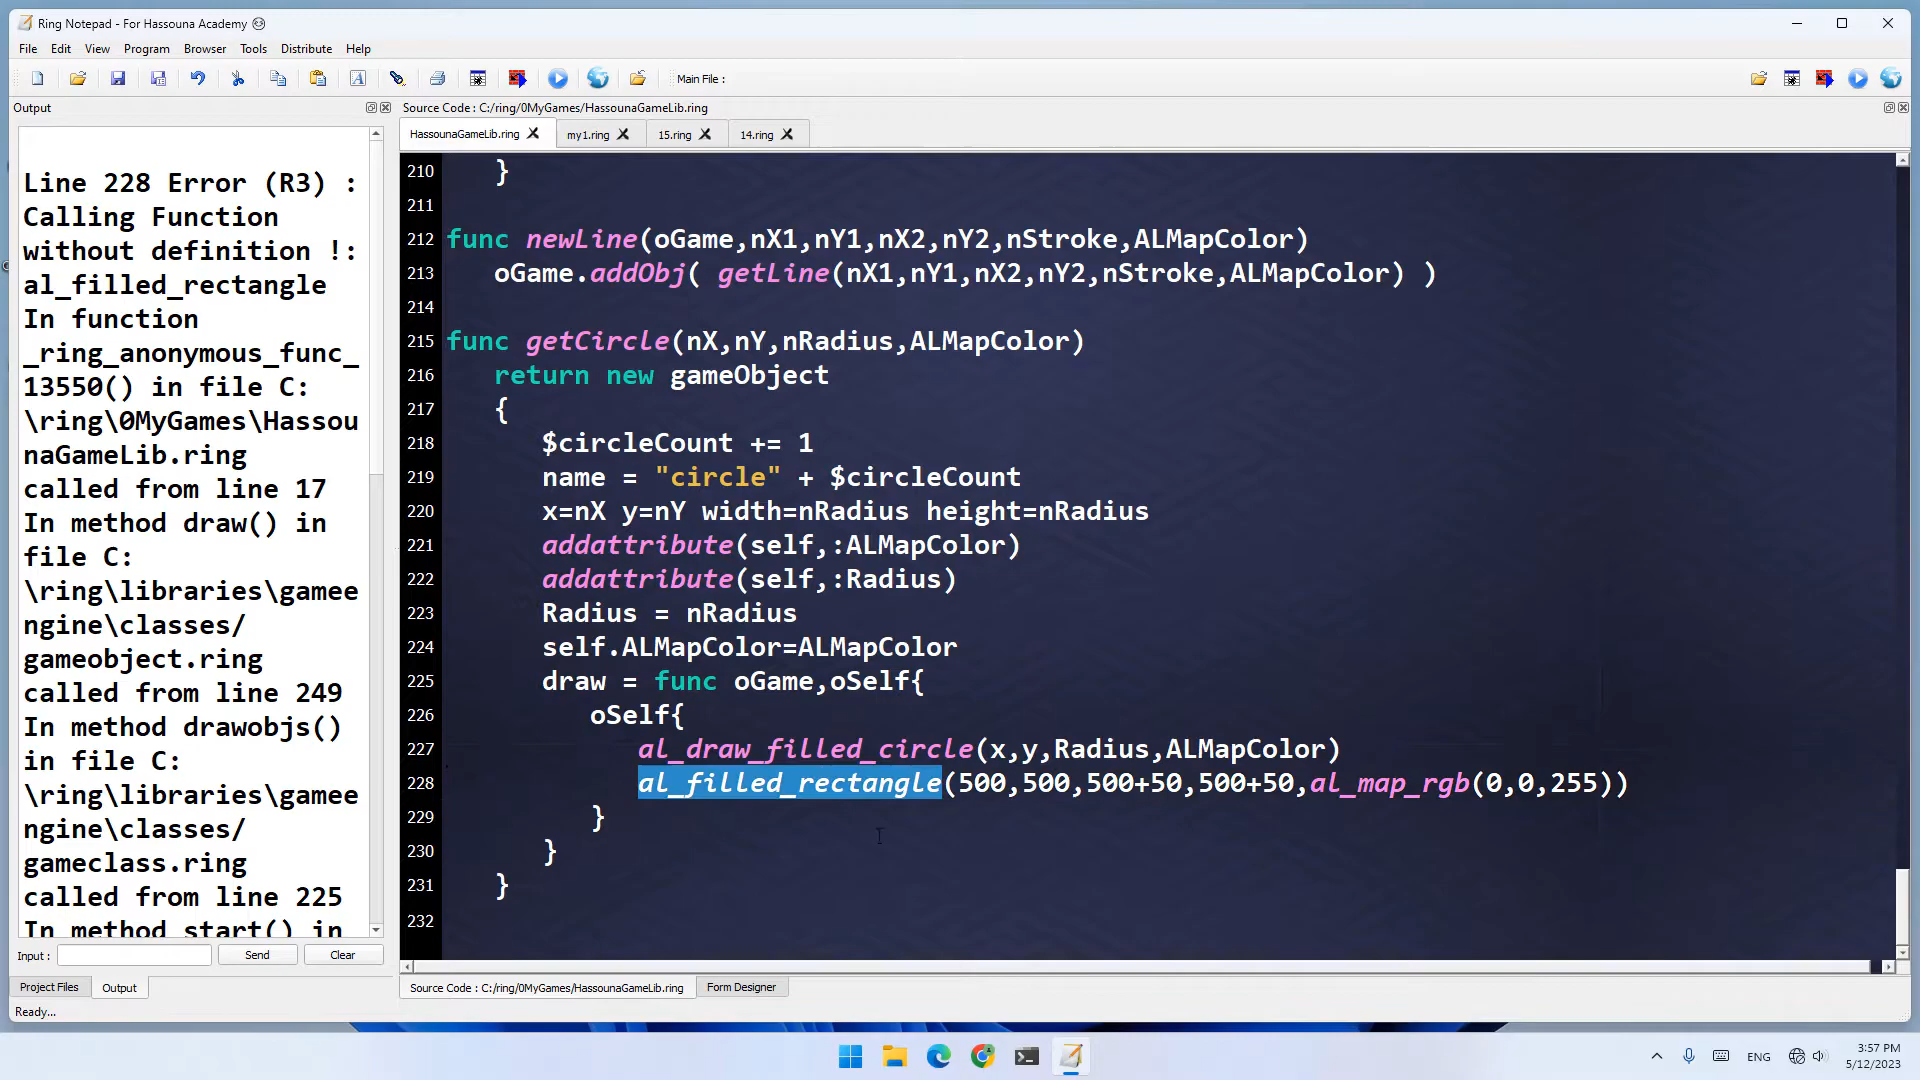 Ring Notepad - For Hassouna Academy
File Edit View Program Browser Tools Distribute Help
Main File :
Output
Line 228 Error (R3) :
Calling Function
without definition !:
al_filled_rectangle
In function
_ring_anonymous_func_
13550() in file C:
\ring\0MyGames\Hassou
naGameLib.ring
called from line 17
In method draw() in
file C:
\ring\libraries\gamee
ngine\classes/
gameobject.ring
called from line 249
In method drawobjs()
in file C:
\ring\libraries\gamee
ngine\classes/
gameclass.ring
called from line 225
In method start() in
Input :
Send
Clear
Project Files
Output
Ready...
Source Code : C:/ring/0MyGames/HassounaGameLib.ring
HassounaGameLib.ring
my1.ring
15.ring
14.ring
210 }
211
212 func newLine(oGame,nX1,nY1,nX2,nY2,nStroke,ALMapColor)
213 oGame.addObj( getLine(nX1,nY1,nX2,nY2,nStroke,ALMapColor) )
214
215 func getCircle(nX,nY,nRadius,ALMapColor)
216 return new gameObject
217 {
218 $circleCount += 1
219 name = "circle" + $circleCount
220 x=nX y=nY width=nRadius height=nRadius
221 addattribute(self,:ALMapColor)
222 addattribute(self,:Radius)
223 Radius = nRadius
224 self.ALMapColor=ALMapColor
225 draw = func oGame,oSelf{
226 oSelf{
227 al_draw_filled_circle(x,y,Radius,ALMapColor)
228 al_filled_rectangle(500,500,500+50,500+50,al_map_rgb(0,0,255))
229 }
230 }
231 }
232
Source Code : C:/ring/0MyGames/HassounaGameLib.ring
Form Designer
ENG
3:57 PM
5/12/2023